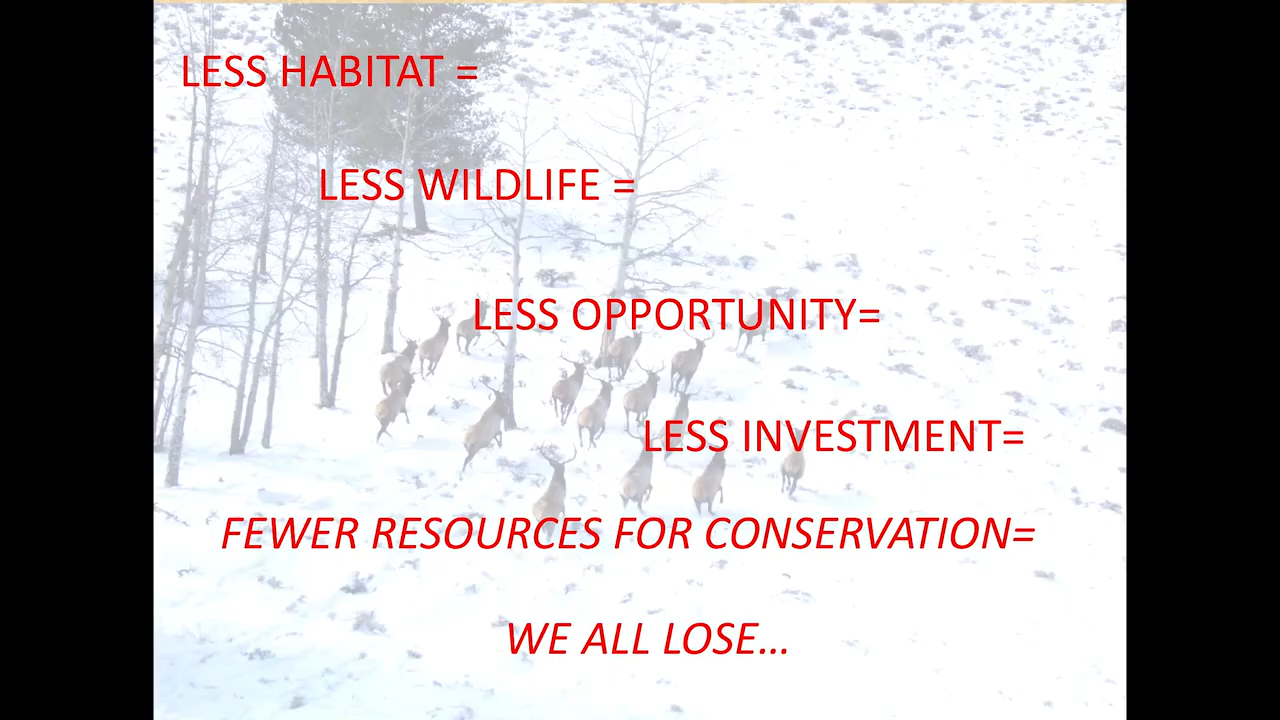 LESS HABITAT =
LESS WILDLIFE =
LESS OPPORTUNITY=
LESS INVESTMENT=
FEWER RESOURCES FOR CONSERVATION=
WE ALL LOSE…